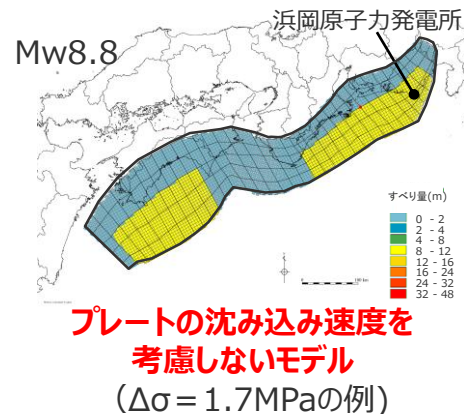 浜岡原子力発電所
Mw8.8
すべり量(m)
0 - 2
2 - 4
4 - 8
8 - 12
12 - 16
16 - 24
24 - 32
32 - 48
プレートの沈み込み速度を
考慮しないモデル
（Δσ＝1.7MPaの例)